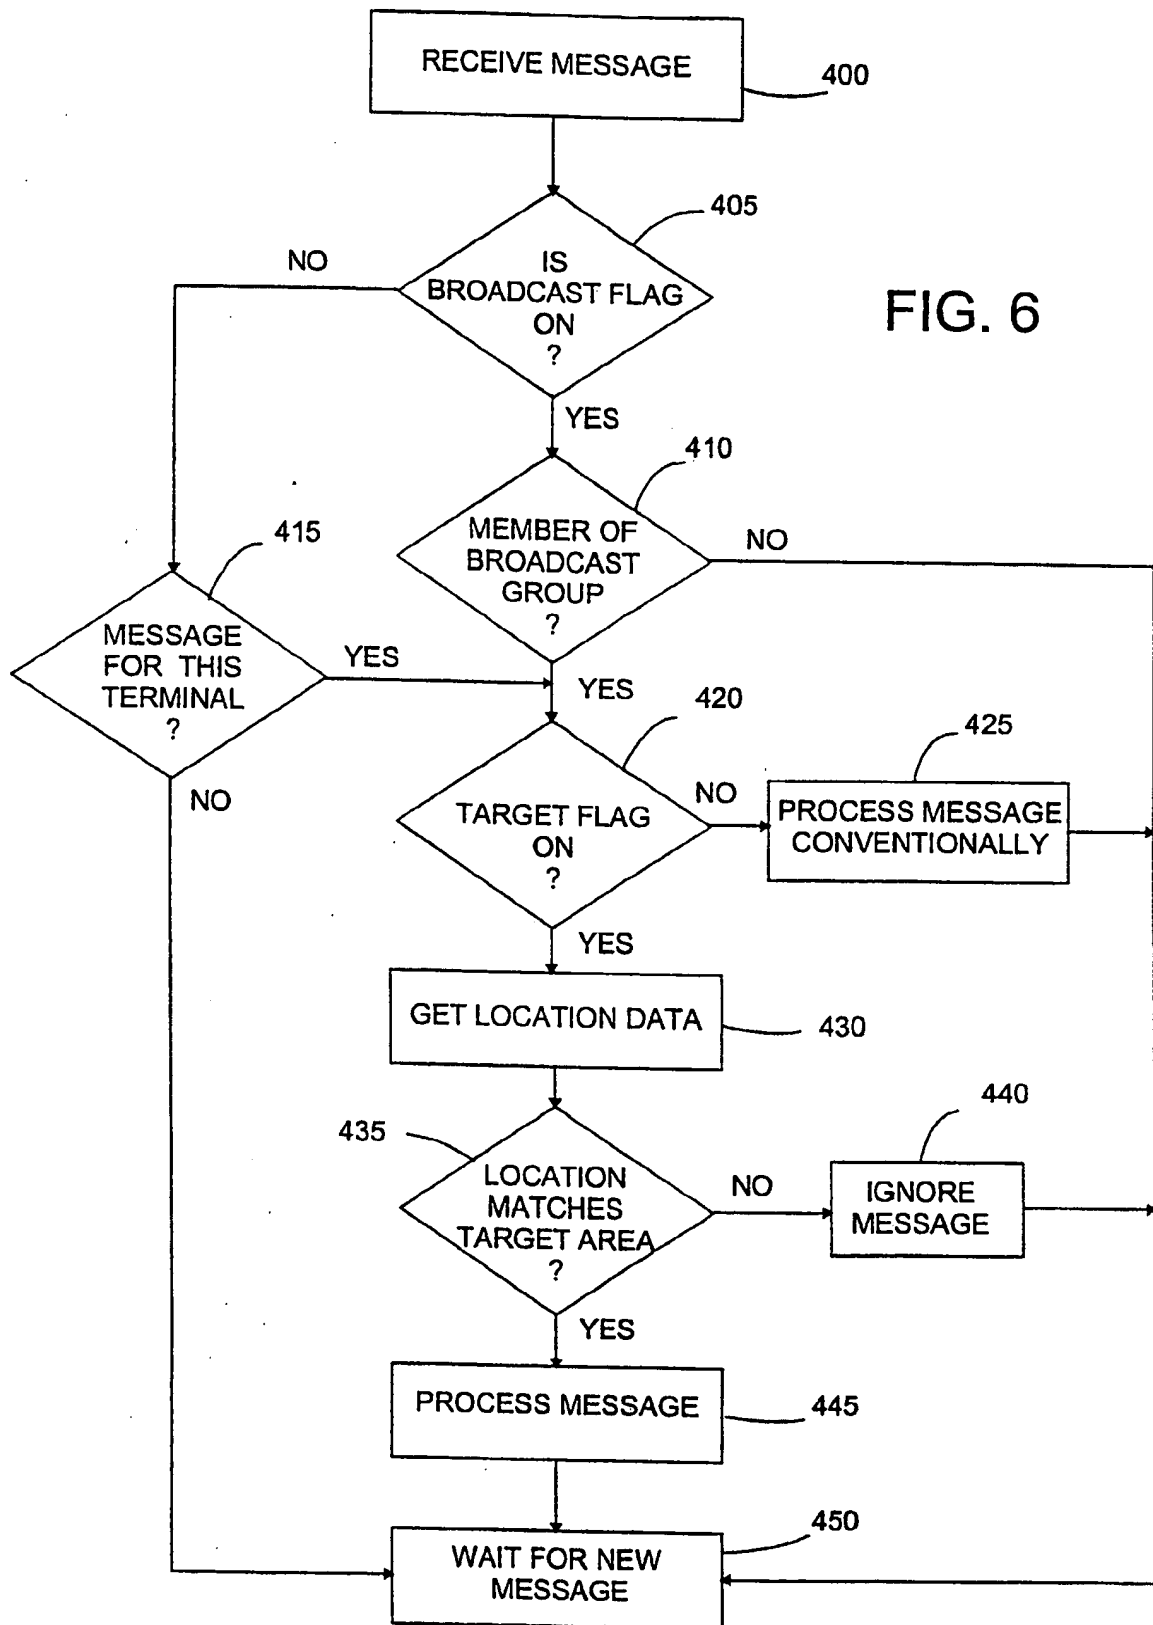 RECEIVE MESSAGE
400
405
NO
IS
BROADCAST FLAG
ON
?
FIG. 6
YES
410
MEMBER OF
BROADCAST
GROUP
?
NO
415
MESSAGE
FOR THIS
TERMINAL
?
YES
YES
NO
420
TARGET FLAG
ON
?
NO
425
PROCESS MESSAGE
CONVENTIONALLY
YES
GET LOCATION DATA
430
435
LOCATION
MATCHES
TARGET AREA
?
NO
440
IGNORE
MESSAGE
YES
PROCESS MESSAGE
445
450
WAIT FOR NEW
MESSAGE